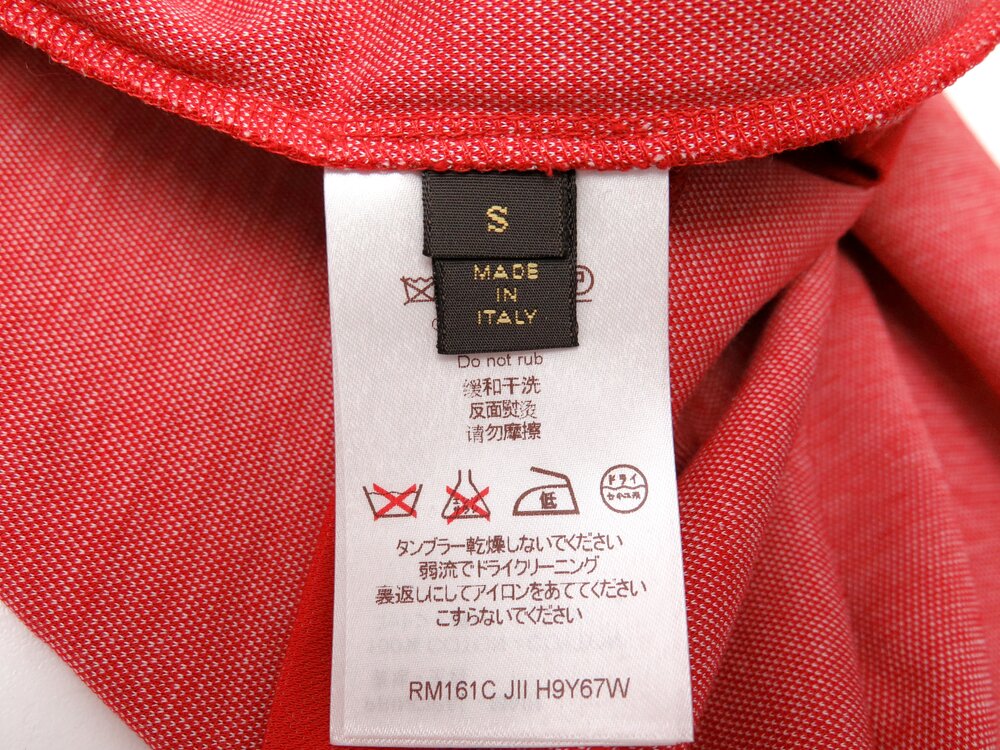 S
MADE
IN
ITALY
Do not rub
缓和干洗
反面熨烫
请勿摩擦
低
ドライ
セキユ系
タンブラー乾燥しないでください
弱流でドライクリーニング
裏返しにしてアイロンをあててください
こすらないでください
RM161C JII H9Y67W